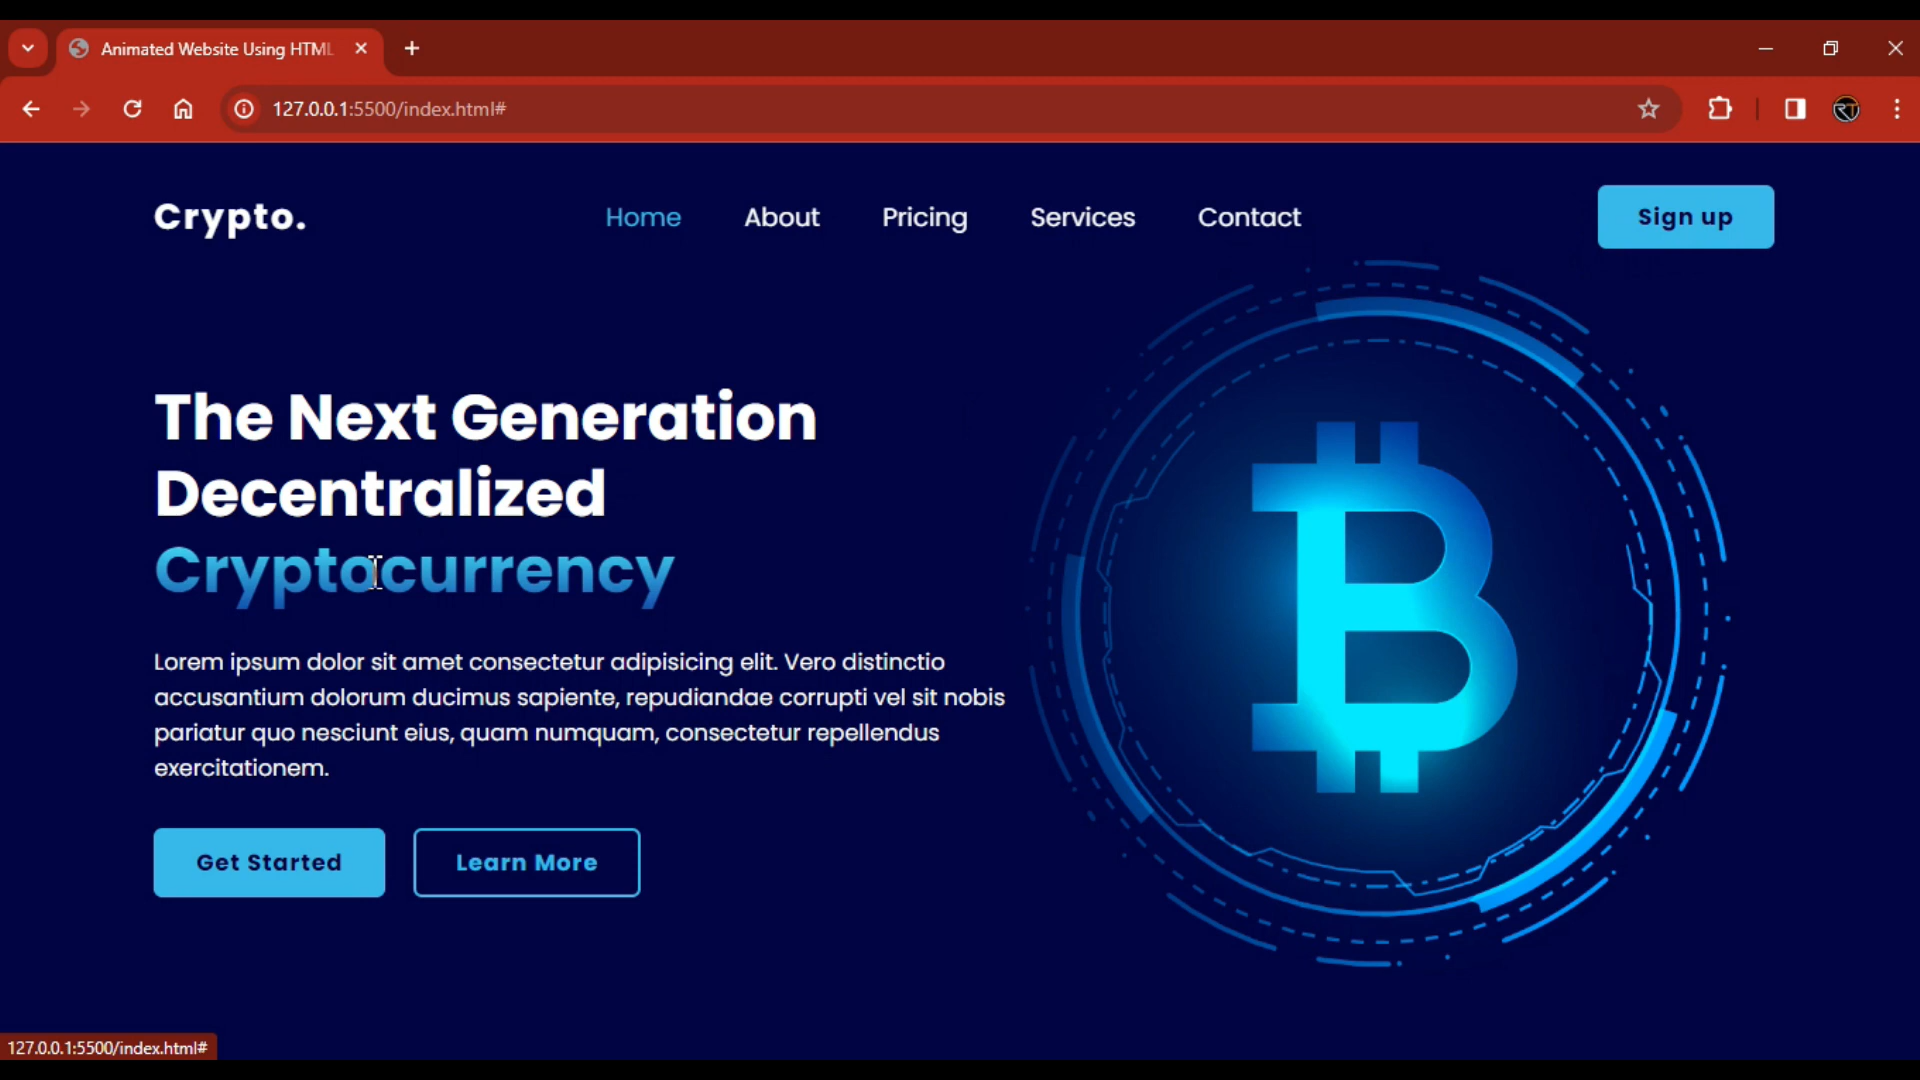 Animated Website Using HTML
127.0.0.1:5500/index.html#
Crypto.
Home
About
Pricing
Services
Contact
Sign up
The Next Generation
Decentralized
Cryptocurrency
Lorem ipsum dolor sit amet consectetur adipisicing elit. Vero distinctio
accusantium dolorum ducimus sapiente, repudiandae corrupti vel sit nobis
pariatur quo nesciunt eius, quam numquam, consectetur repellendus
exercitationem.
Get Started
Learn More
127.0.0.1:5500/index.html#